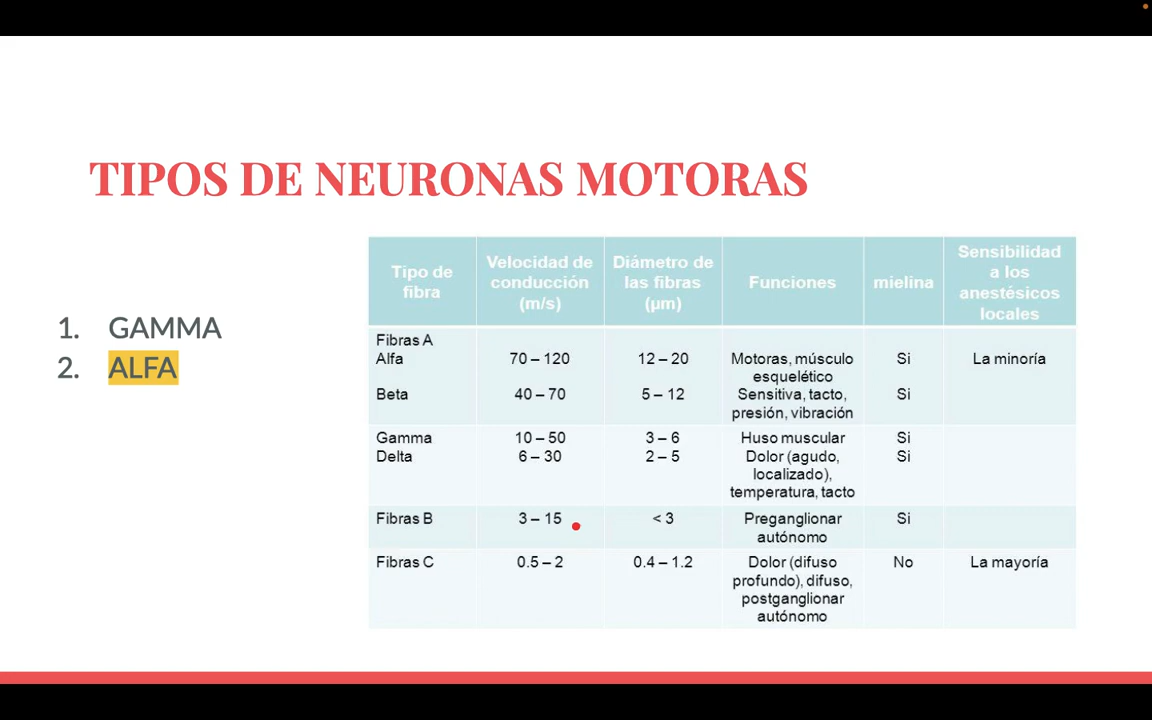 TIPOS DE NEURONAS MOTORAS
1. GAMMA
2. ALFA
Tipo de fibra | Velocidad de conducción (m/s) | Diámetro de las fibras (µm) | Funciones | mielina | Sensibilidad a los anestésicos locales
Fibras A
Alfa 70 – 120 12 – 20 Motoras, músculo esquelético Si La minoría
Beta 40 – 70 5 – 12 Sensitiva, tacto, presión, vibración Si
Gamma 10 – 50 3 – 6 Huso muscular Si
Delta 6 – 30 2 – 5 Dolor (agudo, localizado), temperatura, tacto Si
Fibras B 3 – 15 < 3 Preganglionar autónomo Si
Fibras C 0.5 – 2 0.4 – 1.2 Dolor (difuso profundo), difuso, postganglionar autónomo No La mayoría